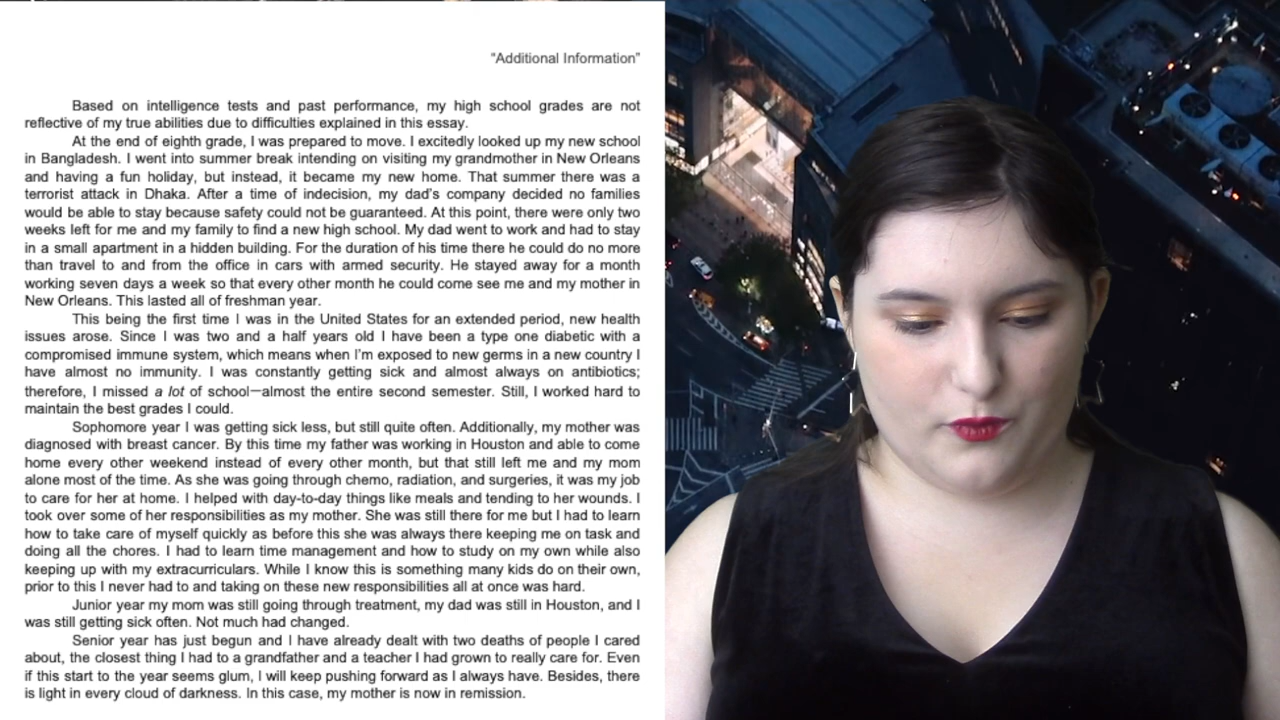 “Additional Information”
Based on intelligence tests and past performance, my high school grades are not
reflective of my true abilities due to difficulties explained in this essay.
At the end of eighth grade, I was prepared to move. I excitedly looked up my new school
in Bangladesh. I went into summer break intending on visiting my grandmother in New Orleans
and having a fun holiday, but instead, it became my new home. That summer there was a
terrorist attack in Dhaka. After a time of indecision, my dad’s company decided no families
would be able to stay because safety could not be guaranteed. At this point, there were only two
weeks left for me and my family to find a new high school. My dad went to work and had to stay
in a small apartment in a hidden building. For the duration of his time there he could do no more
than travel to and from the office in cars with armed security. He stayed away for a month
working seven days a week so that every other month he could come see me and my mother in
New Orleans. This lasted all of freshman year.
This being the first time I was in the United States for an extended period, new health
issues arose. Since I was two and a half years old I have been a type one diabetic with a
compromised immune system, which means when I’m exposed to new germs in a new country I
have almost no immunity. I was constantly getting sick and almost always on antibiotics;
therefore, I missed a lot of school—almost the entire second semester. Still, I worked hard to
maintain the best grades I could.
Sophomore year I was getting sick less, but still quite often. Additionally, my mother was
diagnosed with breast cancer. By this time my father was working in Houston and able to come
home every other weekend instead of every other month, but that still left me and my mom
alone most of the time. As she was going through chemo, radiation, and surgeries, it was my job
to care for her at home. I helped with day-to-day things like meals and tending to her wounds. I
took over some of her responsibilities as my mother. She was still there for me but I had to learn
how to take care of myself quickly as before this she was always there keeping me on task and
doing all the chores. I had to learn time management and how to study on my own while also
keeping up with my extracurriculars. While I know this is something many kids do on their own,
prior to this I never had to and taking on these new responsibilities all at once was hard.
Junior year my mom was still going through treatment, my dad was still in Houston, and I
was still getting sick often. Not much had changed.
Senior year has just begun and I have already dealt with two deaths of people I cared
about, the closest thing I had to a grandfather and a teacher I had grown to really care for. Even
if this start to the year seems glum, I will keep pushing forward as I always have. Besides, there
is light in every cloud of darkness. In this case, my mother is now in remission.